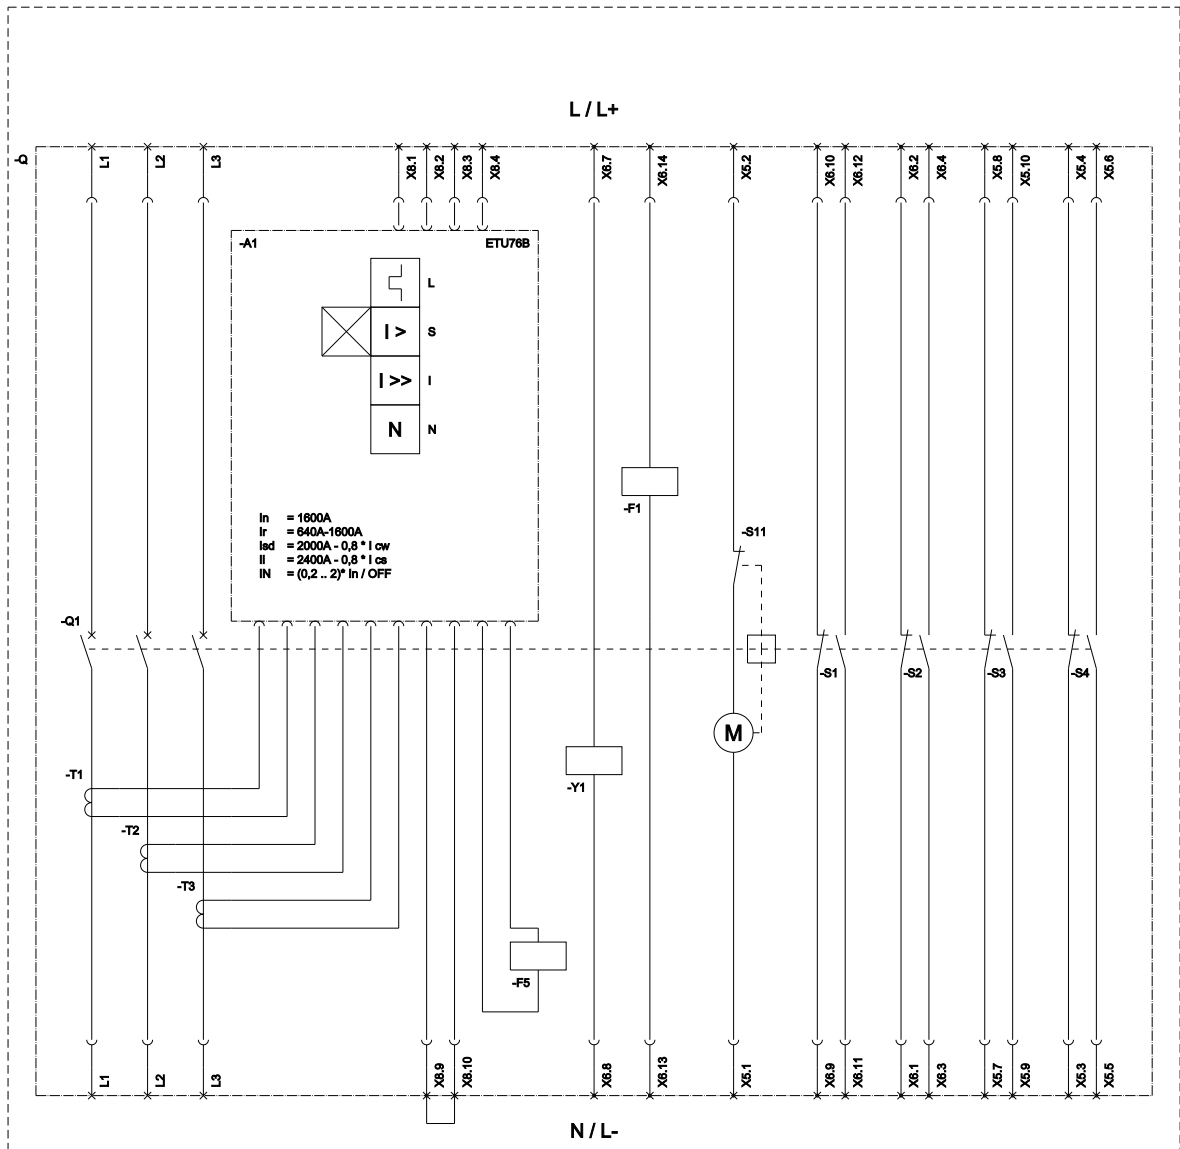 L / L+
-Q
L1
L2
L3
X8.1
X8.2
X8.3
X8.4
X6.7
X6.14
X5.2
X6.10
X6.12
X6.2
X6.4
X5.8
X5.10
X5.4
X5.6
-A1
ETU76B
L
I >
S
I >>
I
N
N
-F1
In = 1600A
Ir = 640A-1600A
Isd = 2000A - 0,8 * I cw
Ii = 2400A - 0,8 * I cs
IN = (0,2 .. 2)* In / OFF
-S11
-Q1
-S1
-S2
-S3
-S4
M
-T1
-Y1
-T2
-T3
-F5
L1
L2
L3
X8.9
X8.10
X6.8
X6.13
X5.1
X6.9
X6.11
X6.1
X6.3
X5.7
X5.9
X5.3
X5.5
N / L-